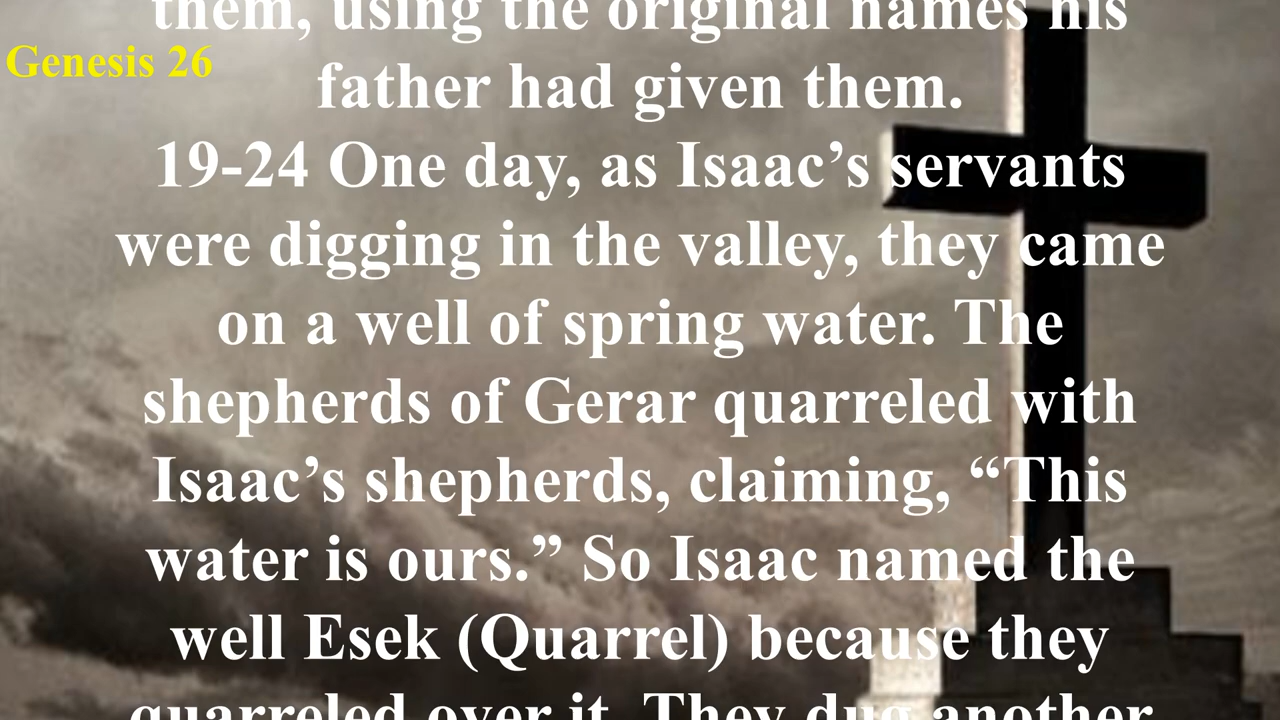 them, using the original names his
Genesis 26
father had given them.
19-24 One day, as Isaac’s servants
were digging in the valley, they came
on a well of spring water. The
shepherds of Gerar quarreled with
Isaac’s shepherds, claiming, “This
water is ours.” So Isaac named the
well Esek (Quarrel) because they
quarreled over it. They dug another